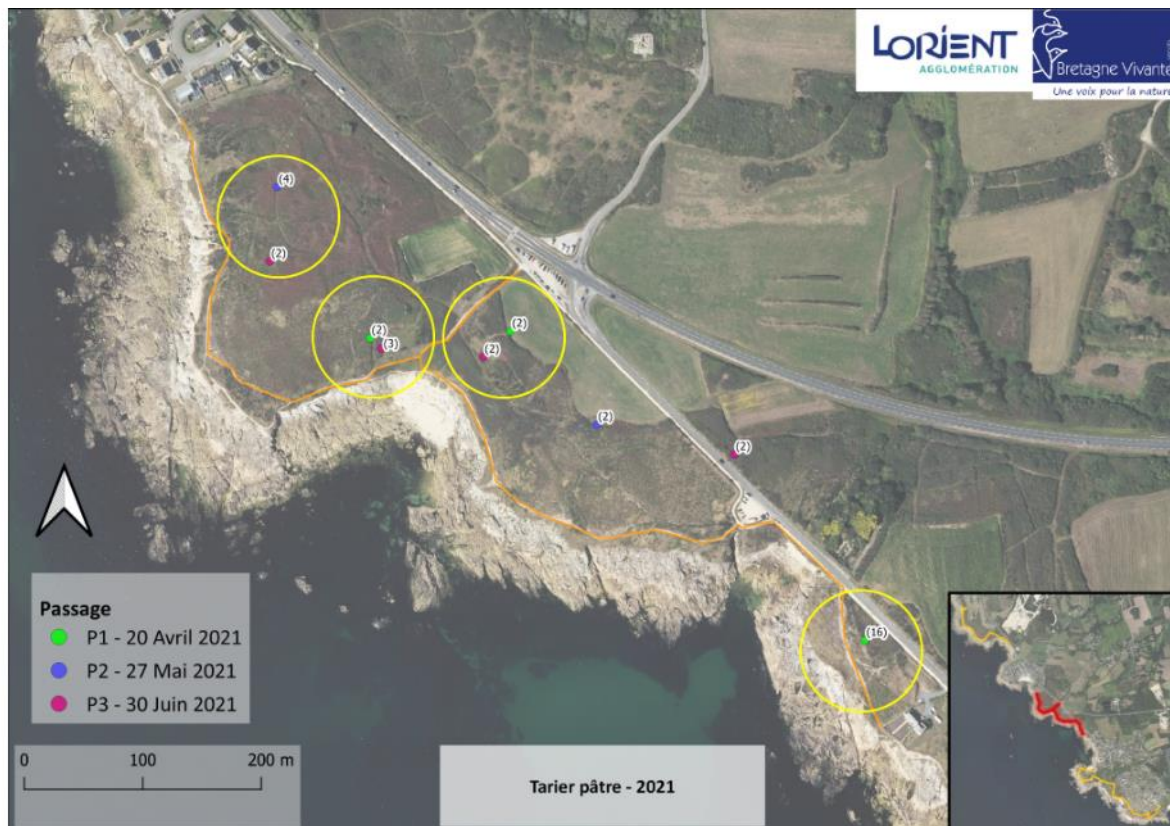 LORIENT
AGGLOMÉRATION
Bretagne Vivante
Une voix pour la nature
(4)
(2)
(2)
(3)
(2)
(2)
(2)
(2)
(16)
Passage
P1 - 20 Avril 2021
P2 - 27 Mai 2021
P3 - 30 Juin 2021
0 100 200 m
Tarier pâtre - 2021